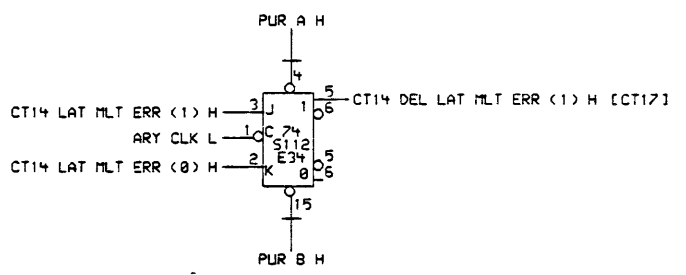 PUR A H
4
CT14 LAT MLT ERR (1) H 3 J 1 5 CT14 DEL LAT MLT ERR (1) H [CT17]
6
ARY CLK L 1 C 74
S112
E34 5
CT14 LAT MLT ERR (0) H 2 K 0 6
15
PUR B H